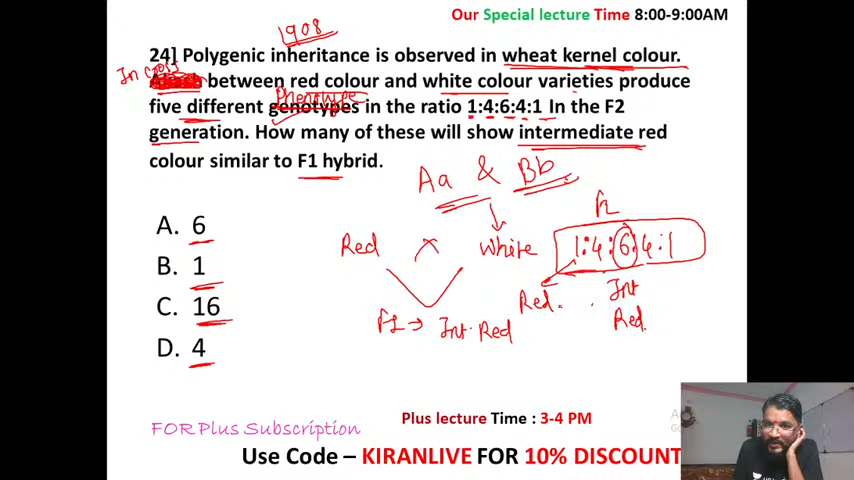 Our Special lecture Time 8:00-9:00AM
1908
24] Polygenic inheritance is observed in wheat kernel colour.
In cross between red colour and white colour varieties produce
Phenotype
five different genotypes in the ratio 1:4:6:4:1 In the F2
generation. How many of these will show intermediate red
colour similar to F1 hybrid.
Aa & Bb
A. 6
B. 1
C. 16
D. 4
F2
Red × White 1:4:6:4:1
Red Int
Red
F1 → Int. Red
Plus lecture Time : 3-4 PM
FOR Plus Subscription
Use Code – KIRANLIVE FOR 10% DISCOUNT